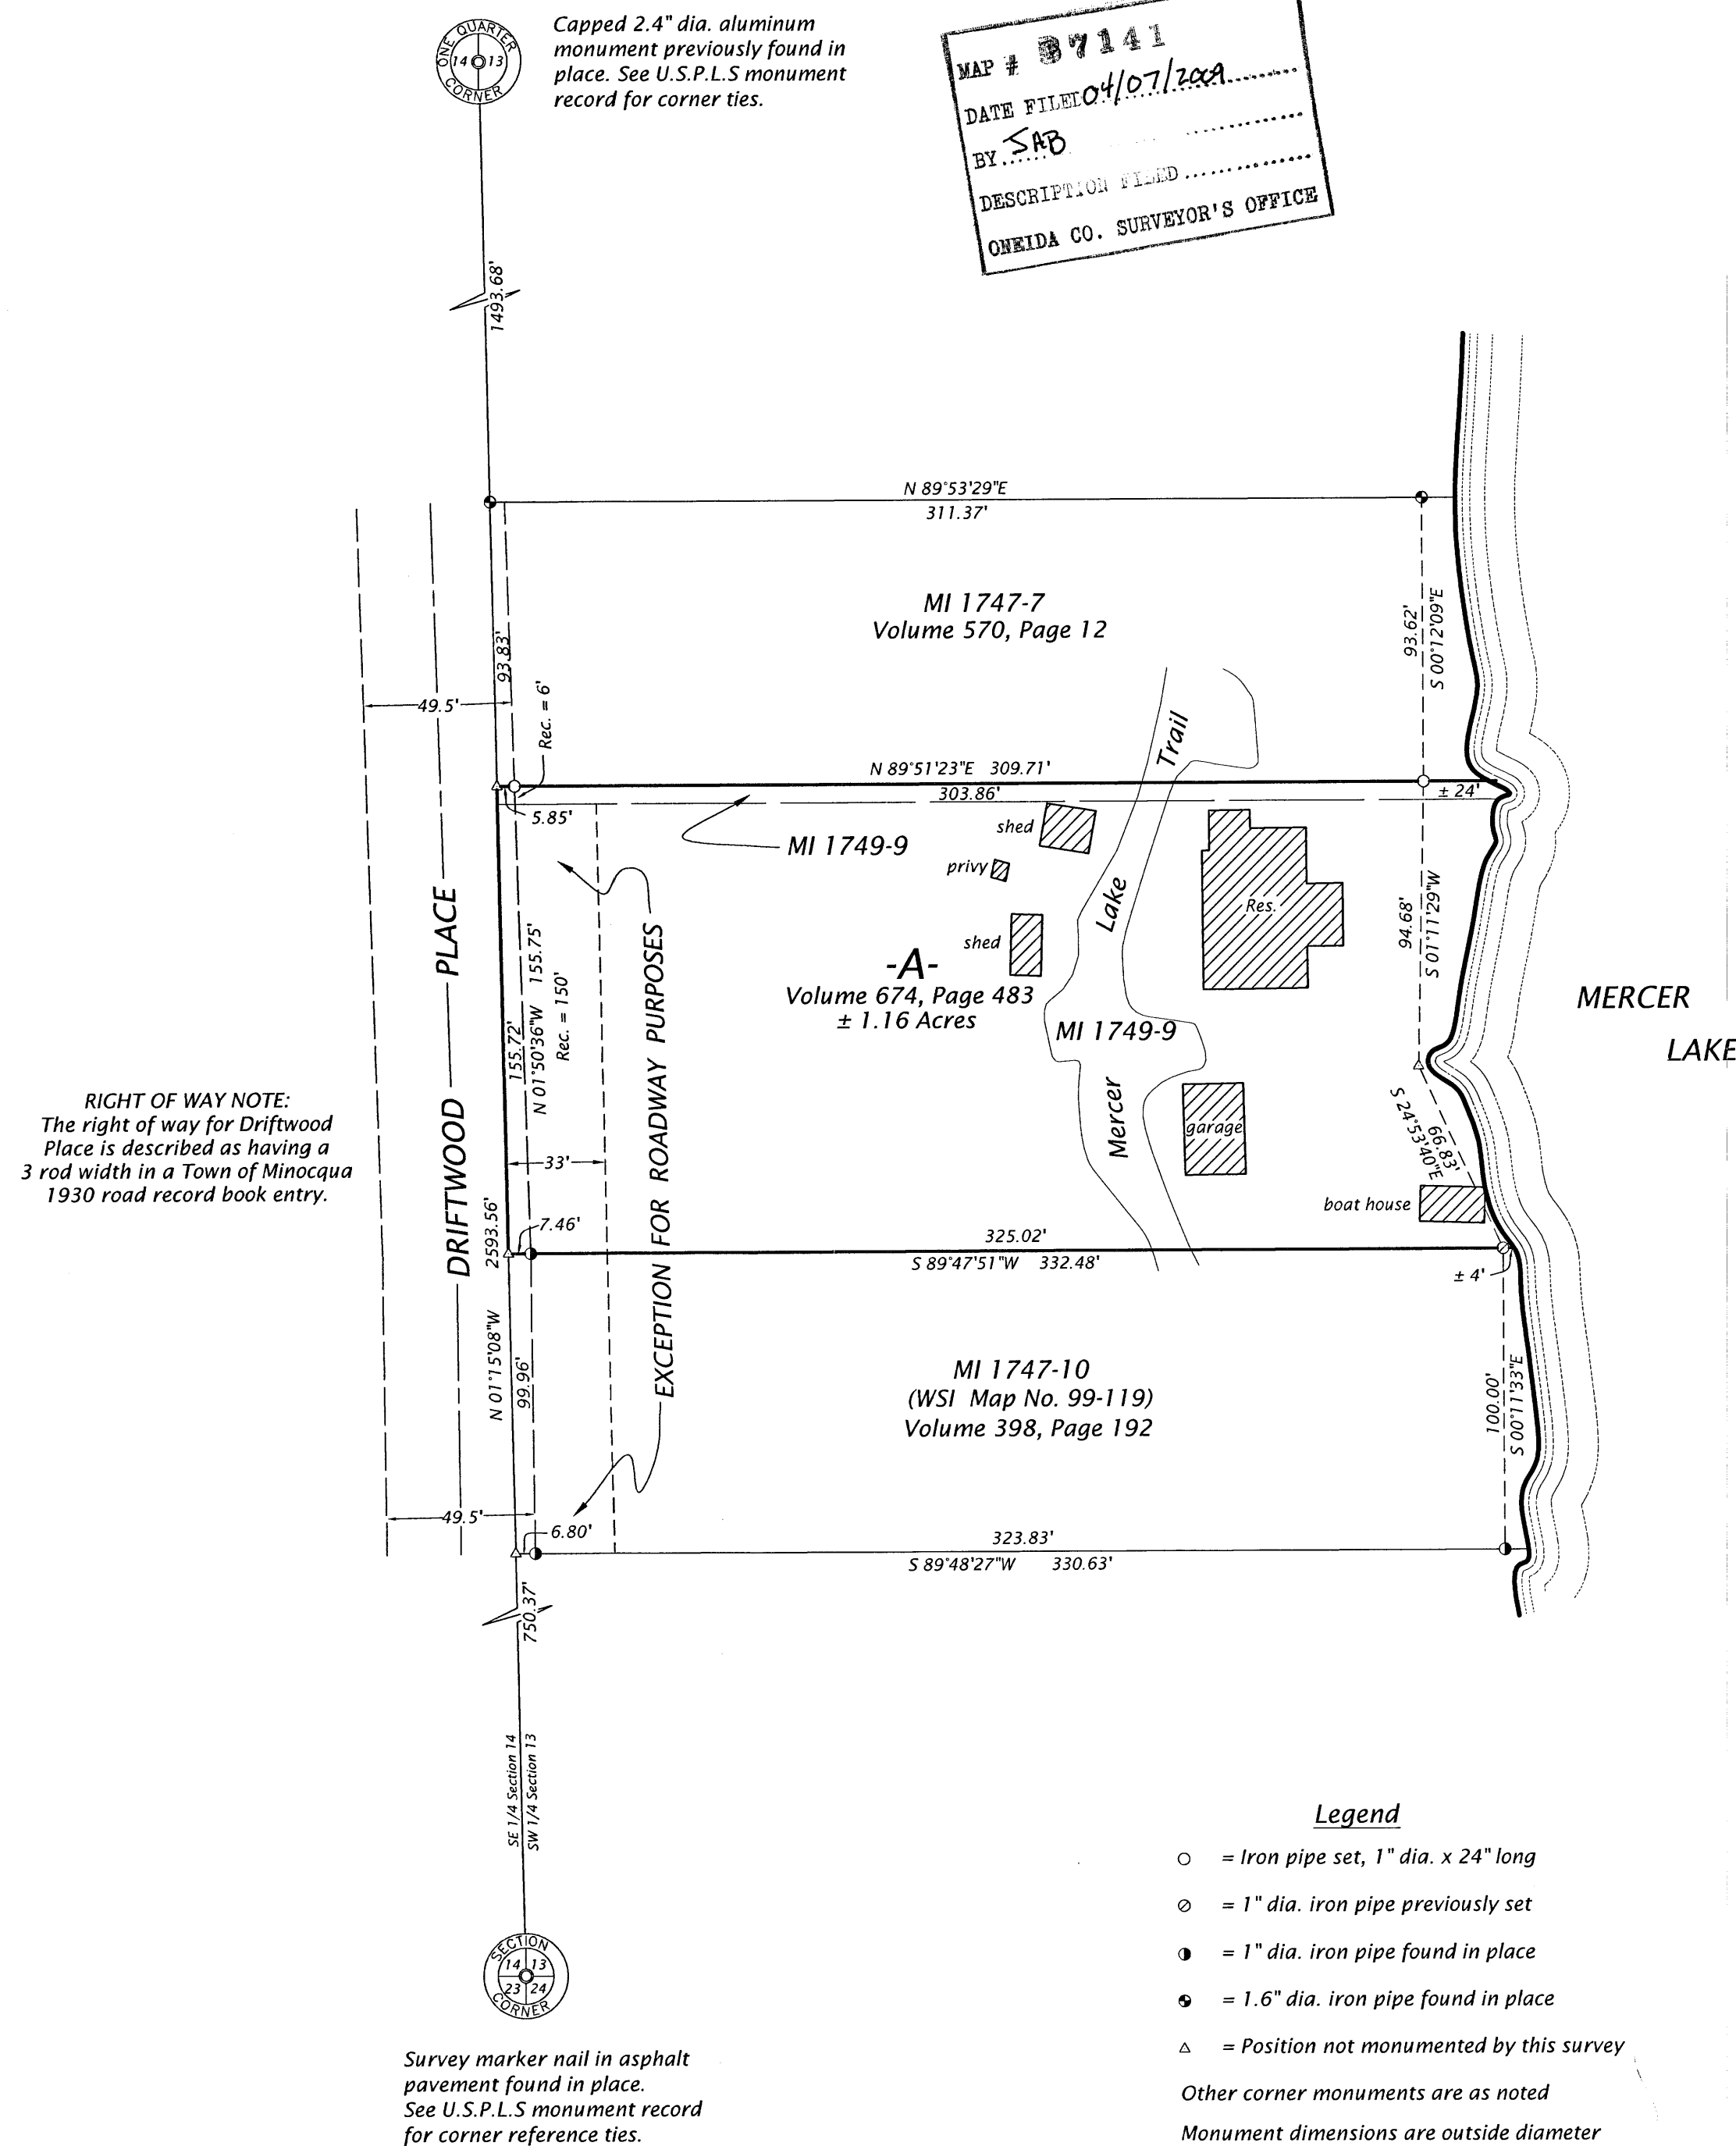 ONE QUARTER
14 13
CORNER
Capped 2.4" dia. aluminum
monument previously found in
place. See U.S.P.L.S monument
record for corner ties.
MAP # 37141
DATE FILED 04/07/2009
BY SAB
DESCRIPTION FILED
ONEIDA CO. SURVEYOR'S OFFICE
1493.68'
N 89°53'29"E
311.37'
MI 1747-7
Volume 570, Page 12
93.83'
93.62'
S 00°12'09"E
49.5'
Rec. = 6'
N 89°51'23"E 309.71'
303.86'
± 24'
5.85'
MI 1749-9
shed
privy
shed
Res.
Mercer Lake Trail
-A-
Volume 674, Page 483
± 1.16 Acres
MI 1749-9
94.68'
S 01°11'29"W
MERCER
LAKE
155.72'
N 01°50'36"W 155.75'
Rec. = 150'
EXCEPTION FOR ROADWAY PURPOSES
DRIFTWOOD PLACE
RIGHT OF WAY NOTE:
The right of way for Driftwood
Place is described as having a
3 rod width in a Town of Minocqua
1930 road record book entry.
33'
garage
S 24°53'40"E
66.83'
boat house
7.46'
325.02'
S 89°47'51"W 332.48'
± 4'
N 01°15'08"W 2593.56'
99.96'
MI 1747-10
(WSI Map No. 99-119)
Volume 398, Page 192
100.00'
S 00°11'33"E
49.5'
6.80'
323.83'
S 89°48'27"W 330.63'
750.37'
SE 1/4 Section 14
SW 1/4 Section 13
SECTION
14 13
23 24
CORNER
Survey marker nail in asphalt
pavement found in place.
See U.S.P.L.S monument record
for corner reference ties.
Legend
= Iron pipe set, 1" dia. x 24" long
= 1" dia. iron pipe previously set
= 1" dia. iron pipe found in place
= 1.6" dia. iron pipe found in place
= Position not monumented by this survey
Other corner monuments are as noted
Monument dimensions are outside diameter